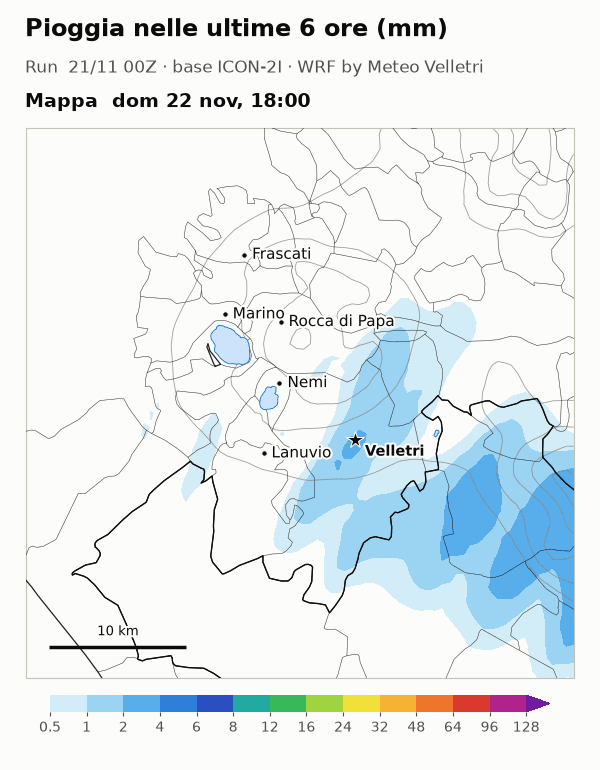 Pioggia nelle ultime 6 ore (mm)
Run 21/11 00Z · base ICON-2I · WRF by Meteo Velletri
Mappa dom 22 nov, 18:00
Frascati
Marino
Rocca di Papa
Nemi
Velletri
Lanuvio
10 km
0.5 1 2 4 6 8 12 16 24 32 48 64 96 128